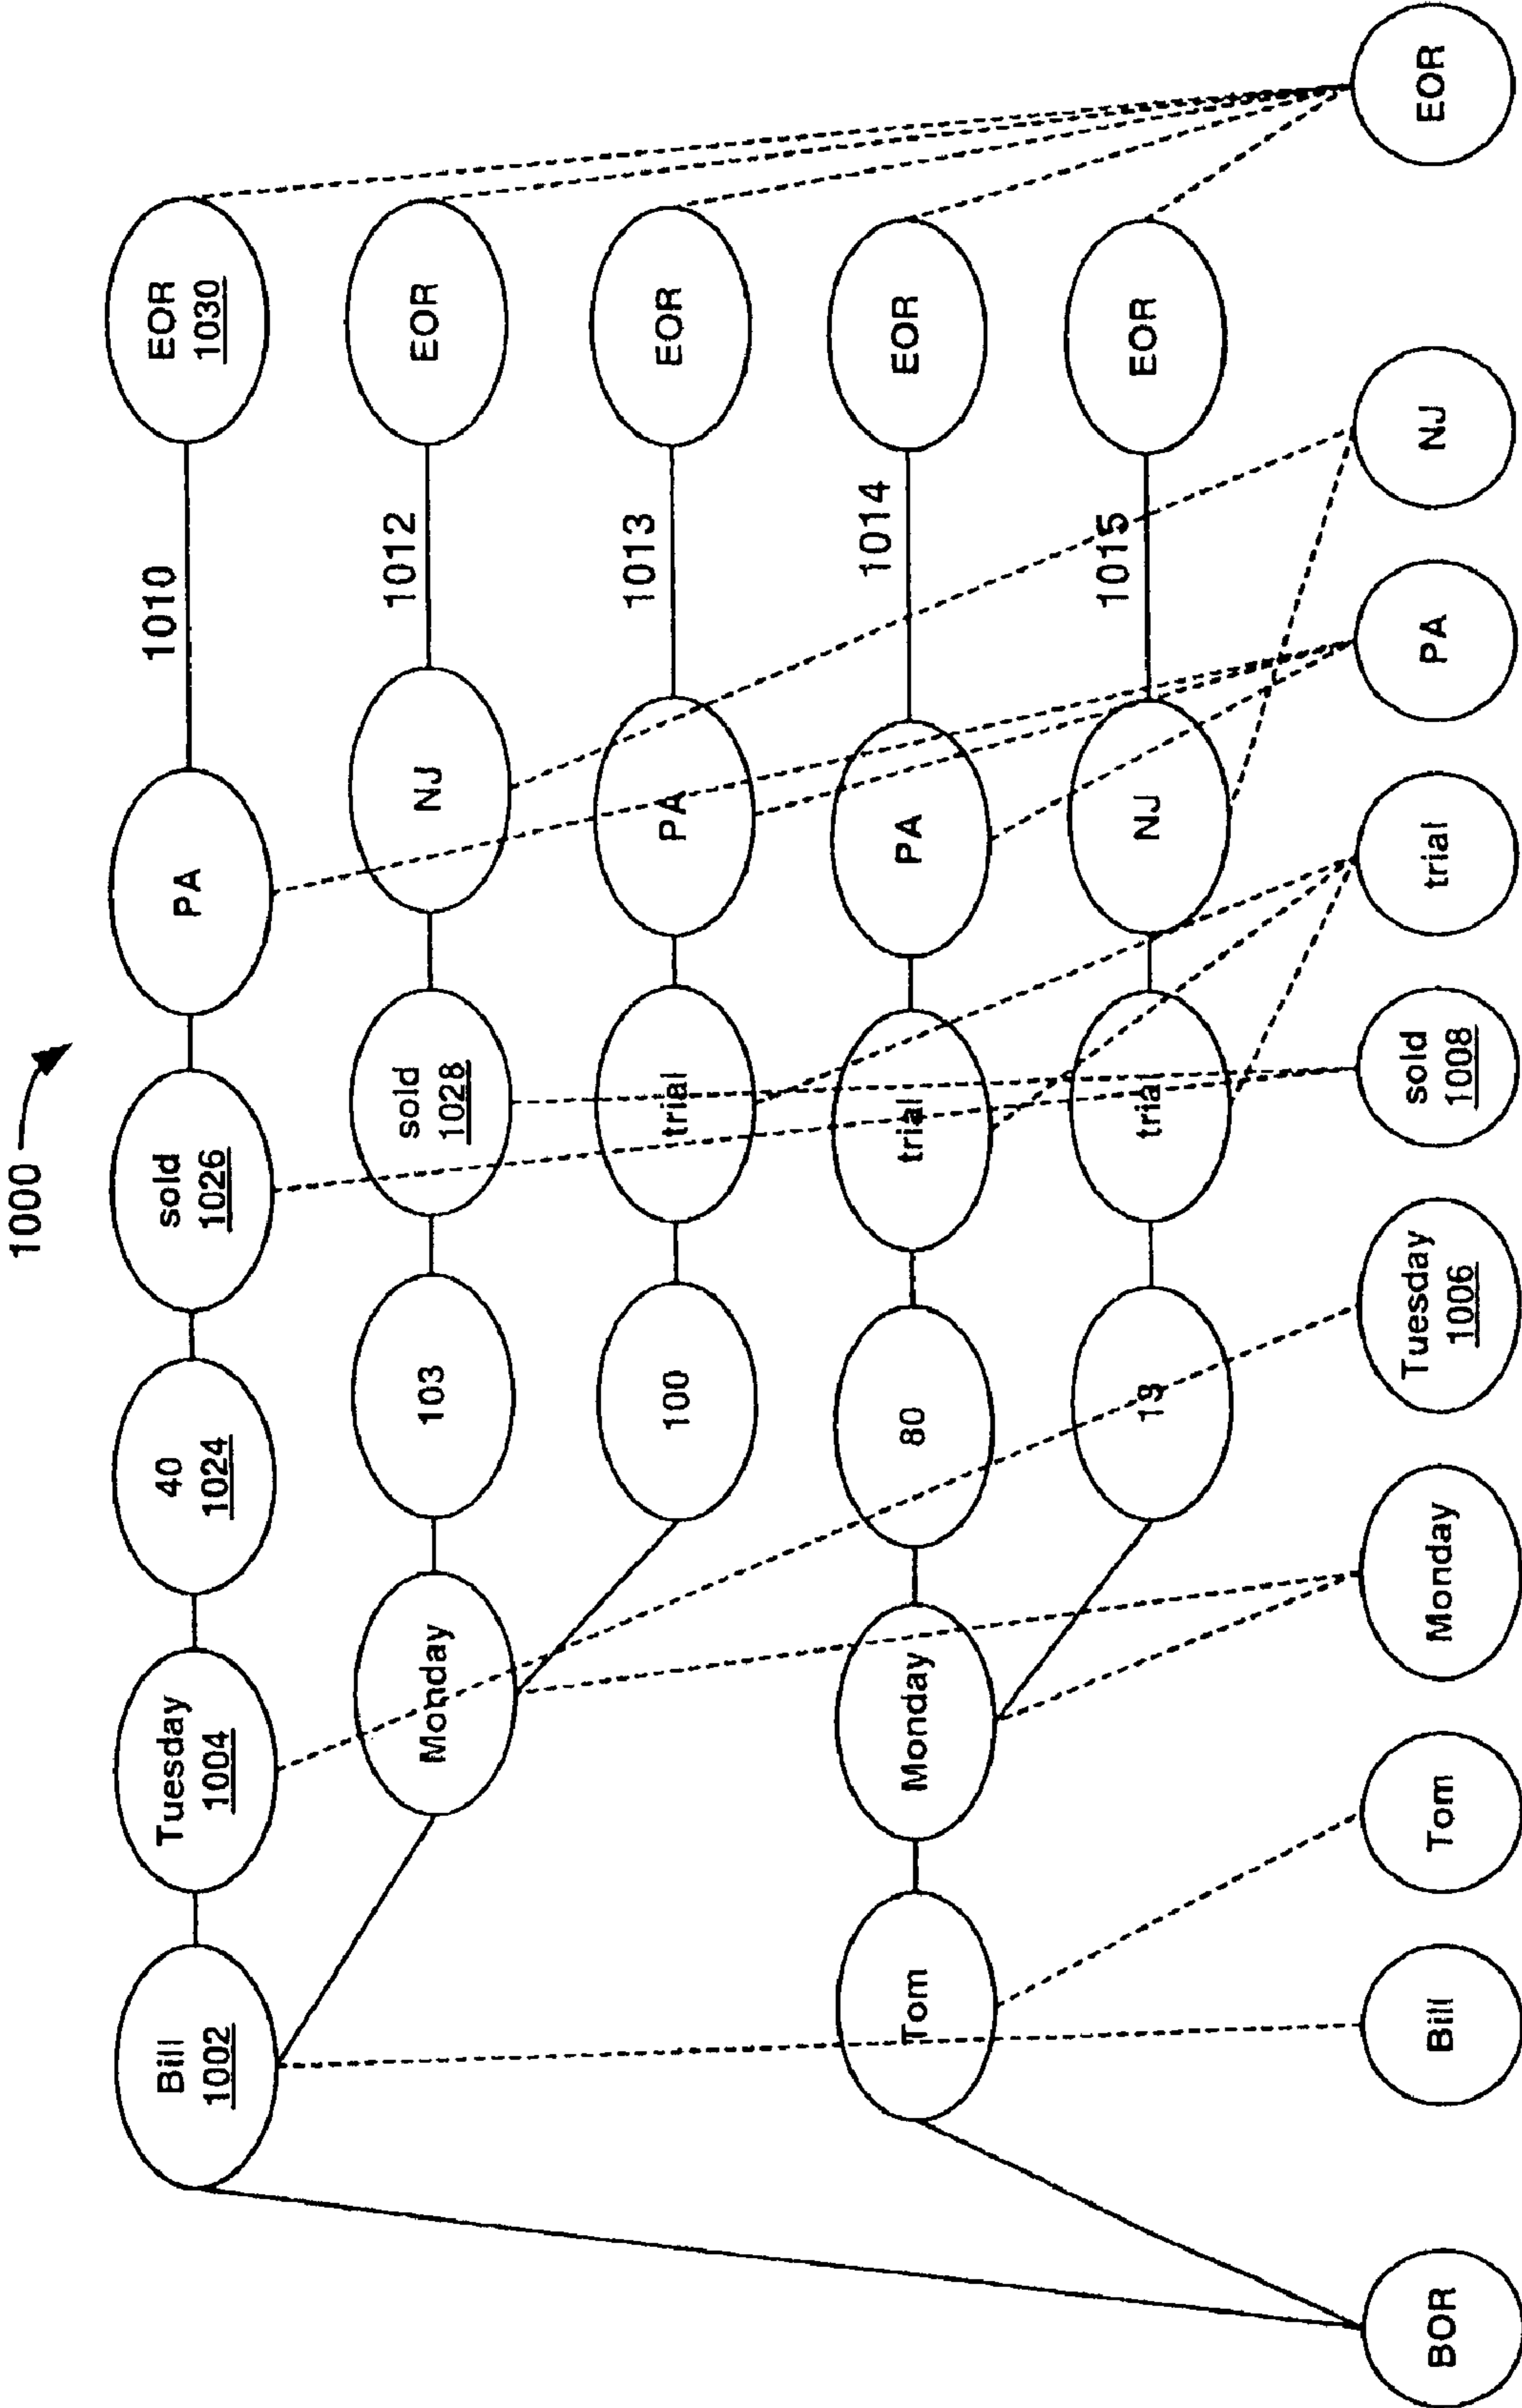 1000
Bill
1002
Tuesday
1004
40
1024
sold
1026
PA
1010
EOR
1030
Monday
103
sold
1028
NJ
1012
EOR
100
trial
PA
1013
EOR
Tom
Monday
80
trial
PA
1014
EOR
13
trial
NJ
1015
EOR
BOR
Bill
Tom
Monday
Tuesday
1006
sold
1008
trial
PA
NJ
EOR